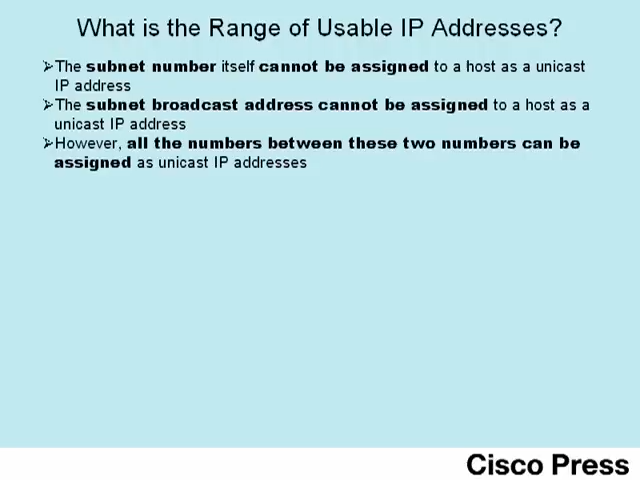 What is the Range of Usable IP Addresses?
➢The subnet number itself cannot be assigned to a host as a unicast
IP address
➢The subnet broadcast address cannot be assigned to a host as a
unicast IP address
➢However, all the numbers between these two numbers can be
assigned as unicast IP addresses
Cisco Press